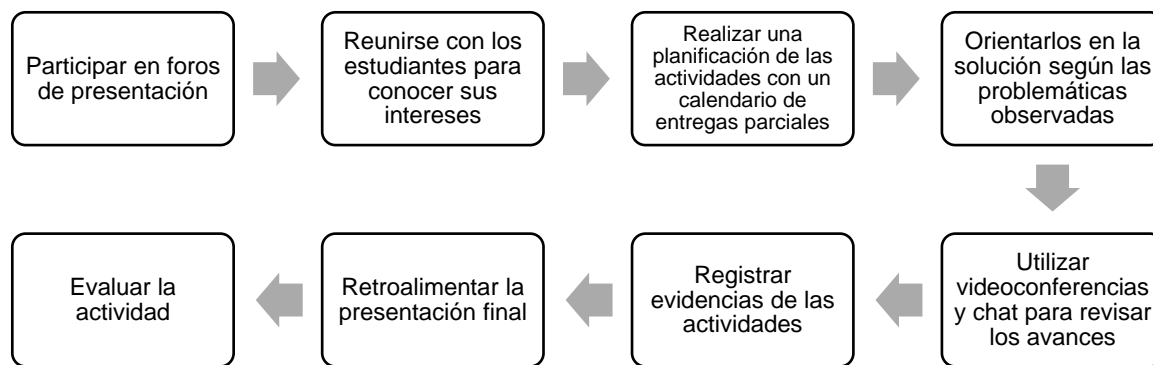 Participar en foros
de presentación
Reunirse con los
estudiantes para
conocer sus
intereses
Realizar una
planificación de las
actividades con un
calendario de
entregas parciales
Orientarlos en la
solución según las
problemáticas
observadas
Utilizar
videoconferencias
y chat para revisar
los avances
Registrar
evidencias de las
actividades
Retroalimentar la
presentación final
Evaluar la
actividad